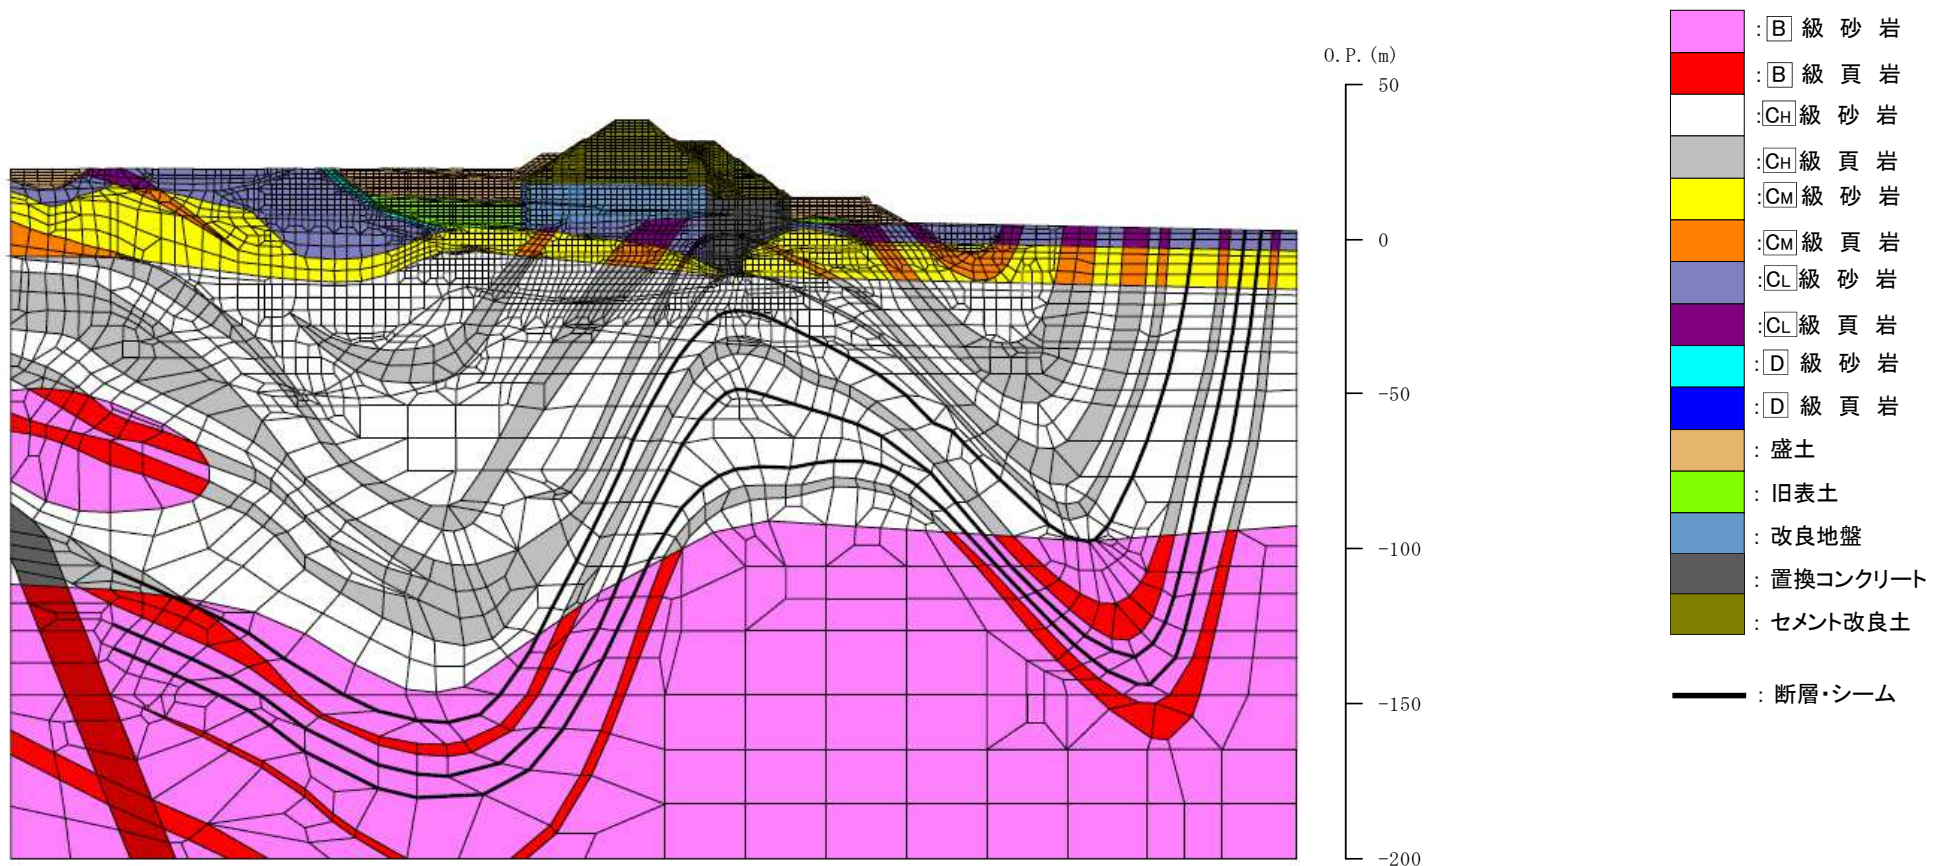 O.P.(m)
50
0
-50
-100
-150
-200
:B級砂岩
:B級頁岩
:CH級砂岩
:CH級頁岩
:CM級砂岩
:CM級頁岩
:CL級砂岩
:CL級頁岩
:D級砂岩
:D級頁岩
:盛土
:旧表土
:改良地盤
:置換コンクリート
:セメント改良土
:断層・シーム